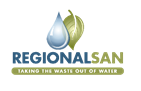 REGIONALSAN
TAKING THE WASTE OUT OF WATER